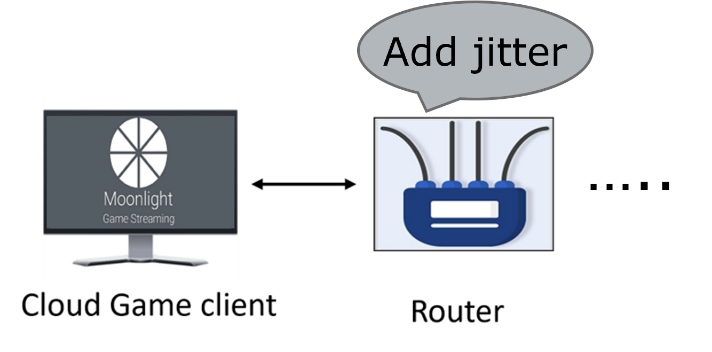 Add jitter
Moonlight
Game Streaming
.....
Cloud Game client
Router